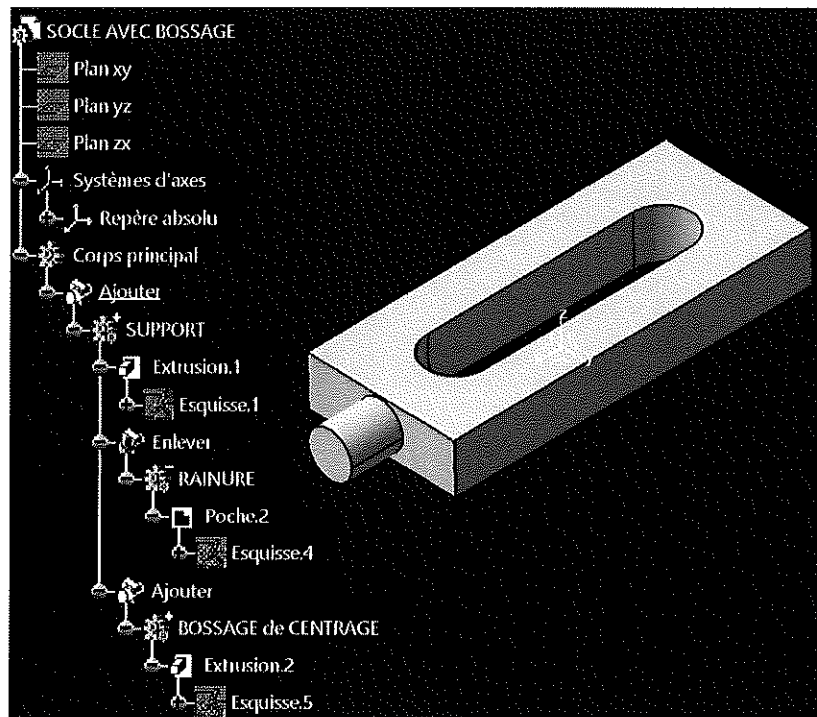 SOCLE AVEC BOSSAGE
Plan xy
Plan yz
Plan zx
Systèmes d'axes
Repère absolu
Corps principal
Ajouter
SUPPORT
Extrusion.1
Esquisse.1
Enlever
RAINURE
Poche.2
Esquisse.4
Ajouter
BOSSAGE de CENTRAGE
Extrusion.2
Esquisse.5
z